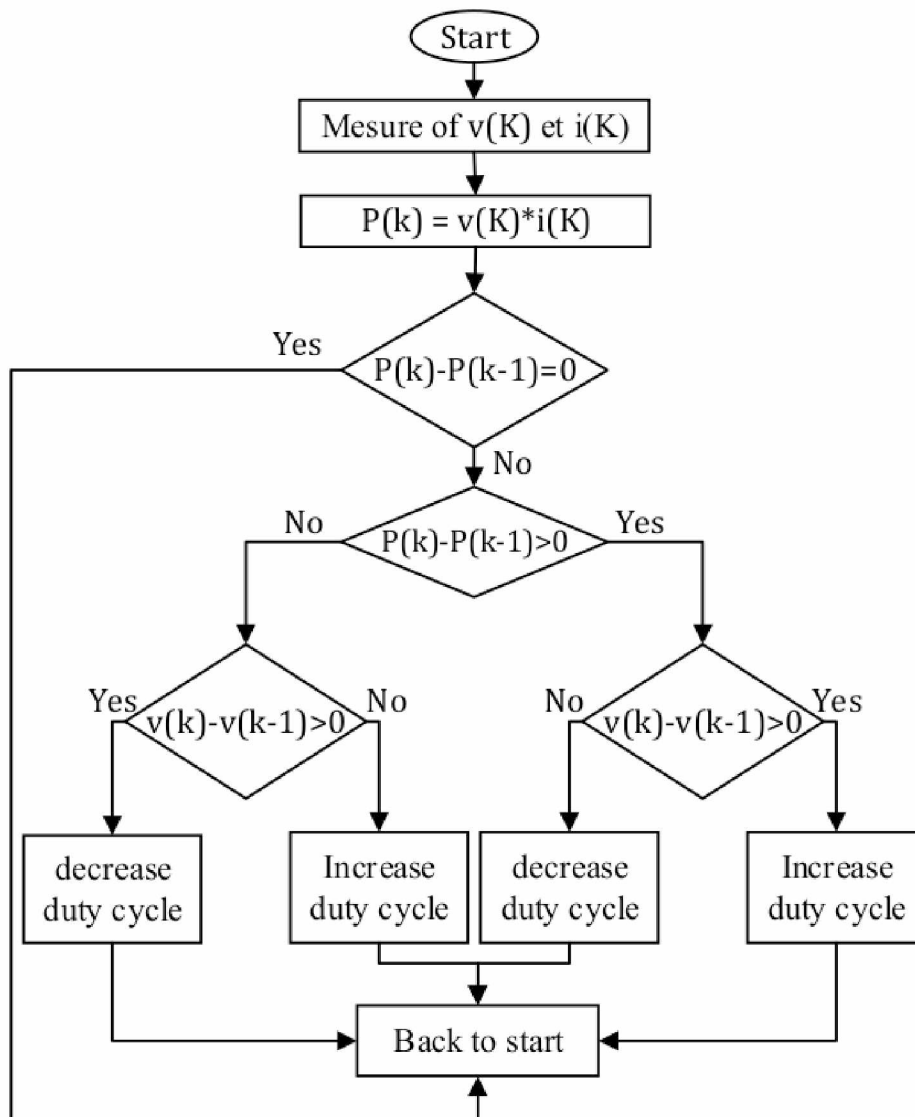 Start
Mesure of v(K) et i(K)
P(k) = v(K)*i(K)
Yes
P(k)-P(k-1)=0
No
No
P(k)-P(k-1)>0
Yes
Yes
v(k)-v(k-1)>0
No
No
v(k)-v(k-1)>0
Yes
decrease
duty cycle
Increase
duty cycle
decrease
duty cycle
Increase
duty cycle
Back to start